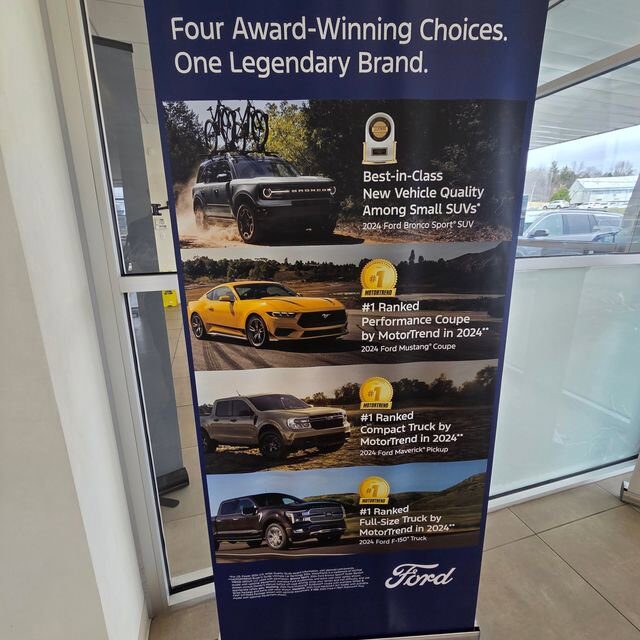 Four Award-Winning Choices.
One Legendary Brand.
BRONCO
Best-in-Class
New Vehicle Quality
Among Small SUVs*
2024 Ford Bronco Sport® SUV
#1
MOTORTREND
#1 Ranked
Performance Coupe
by MotorTrend in 2024**
2024 Ford Mustang® Coupe
#1
MOTORTREND
#1 Ranked
Compact Truck by
MotorTrend in 2024**
2024 Ford Maverick® Pickup
#1
MOTORTREND
#1 Ranked
Full-Size Truck by
MotorTrend in 2024**
2024 Ford F-150® Truck
Ford